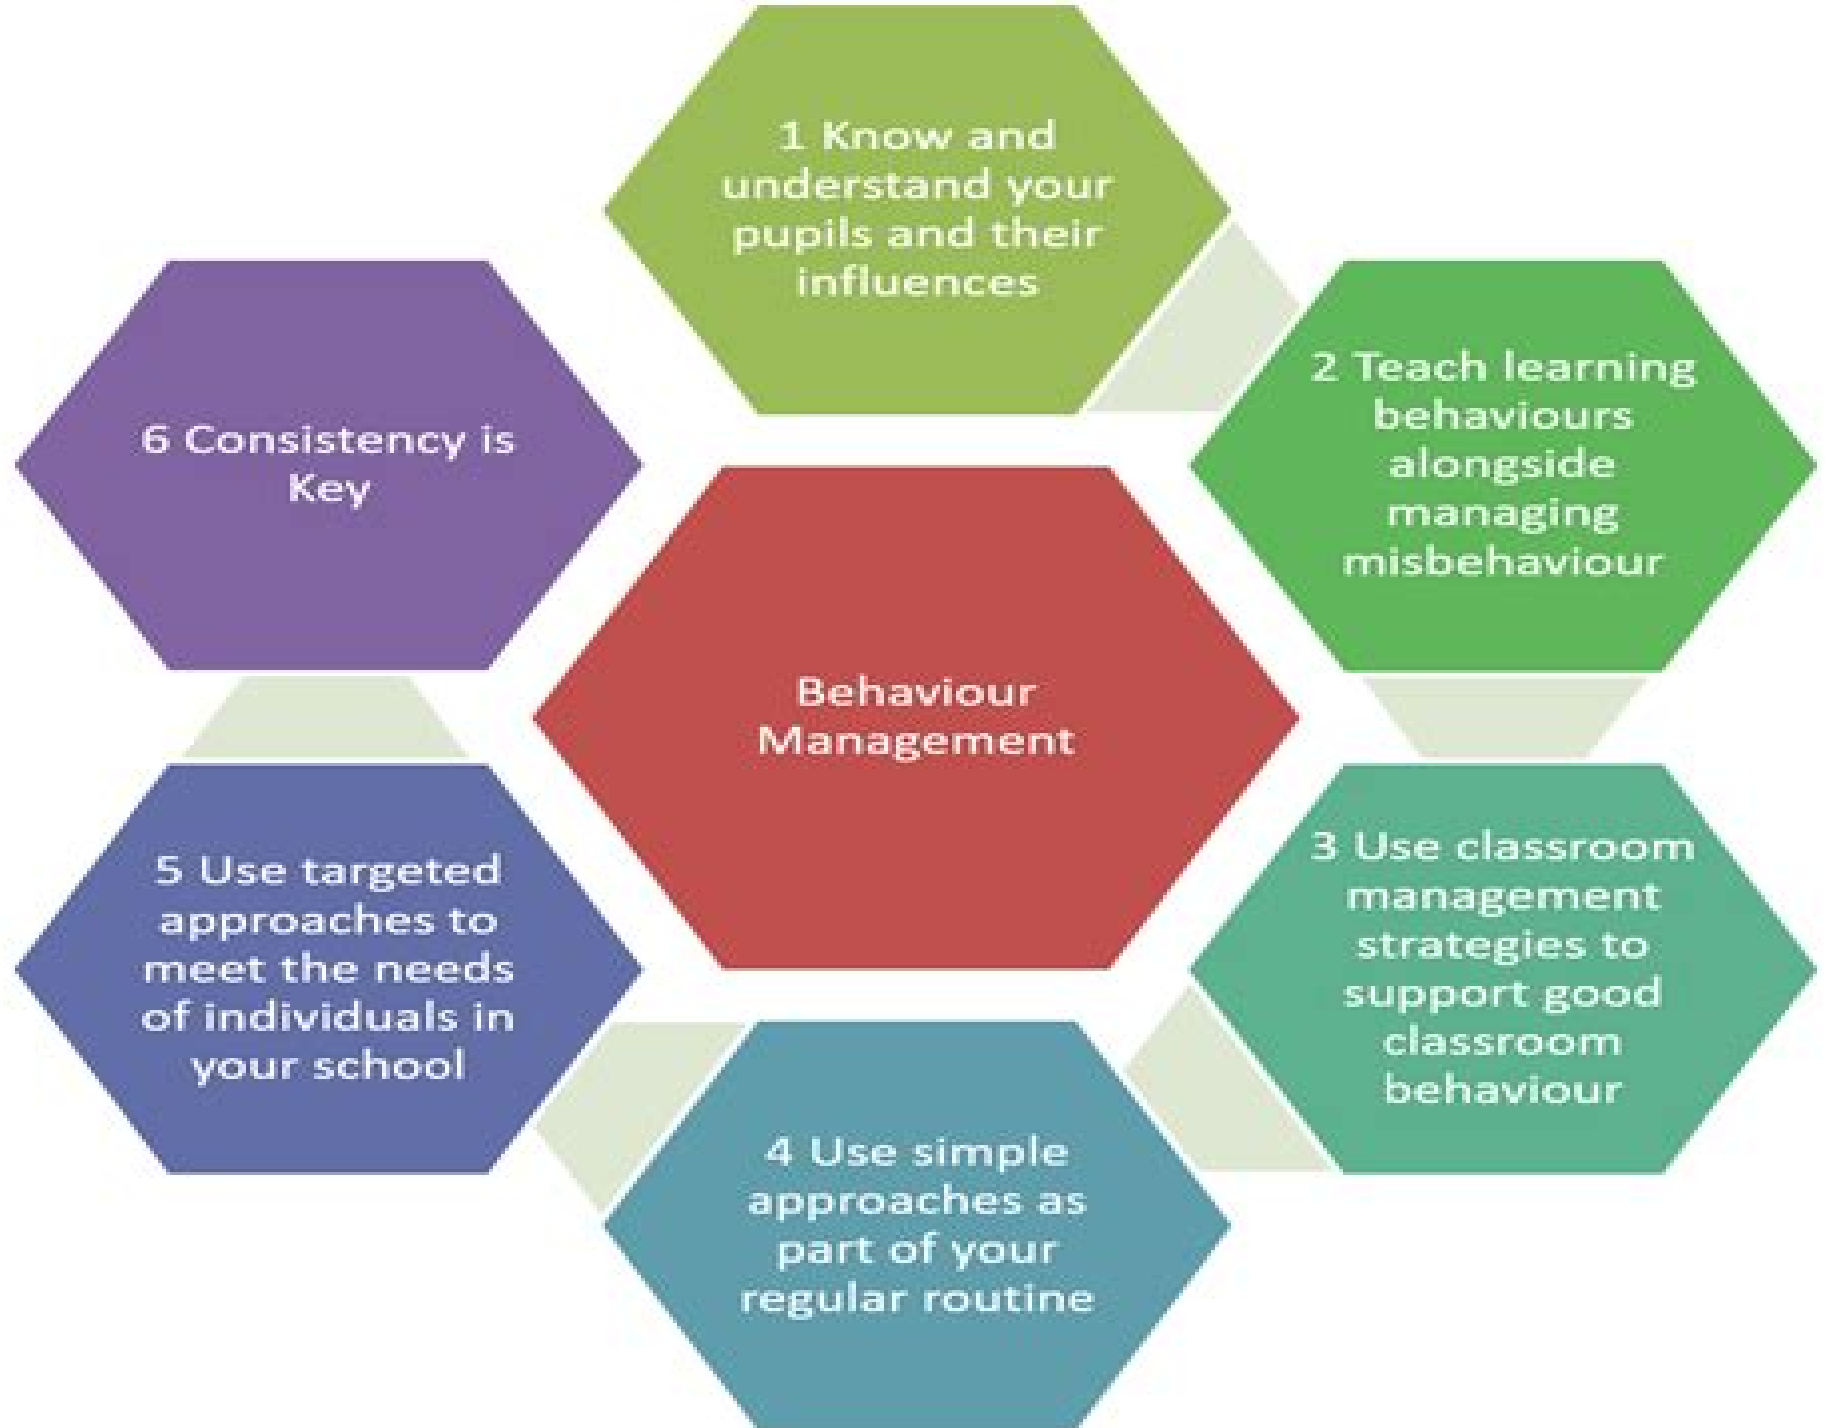 1 Know and
understand your
pupils and their
influences
2 Teach learning
behaviours
alongside
managing
misbehaviour
3 Use classroom
management
strategies to
support good
classroom
behaviour
4 Use simple
approaches as
part of your
regular routine
5 Use targeted
approaches to
meet the needs
of individuals in
your school
6 Consistency is
Key
Behaviour
Management